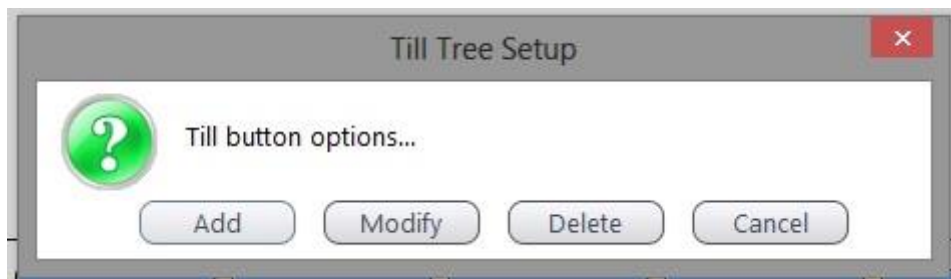 Till Tree Setup
Till button options...
Add Modify Delete Cancel